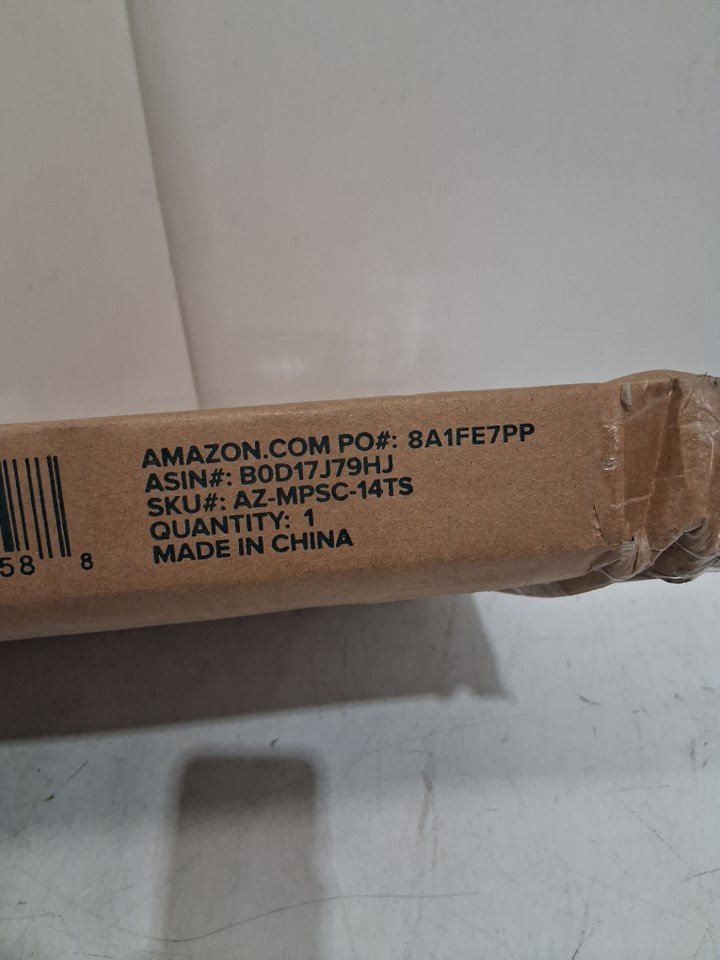 AMAZON.COM PO#: 8A1FE7PP
ASIN#: B0D17J79HJ
SKU#: AZ-MPSC-14TS
QUANTITY: 1
MADE IN CHINA
58 8